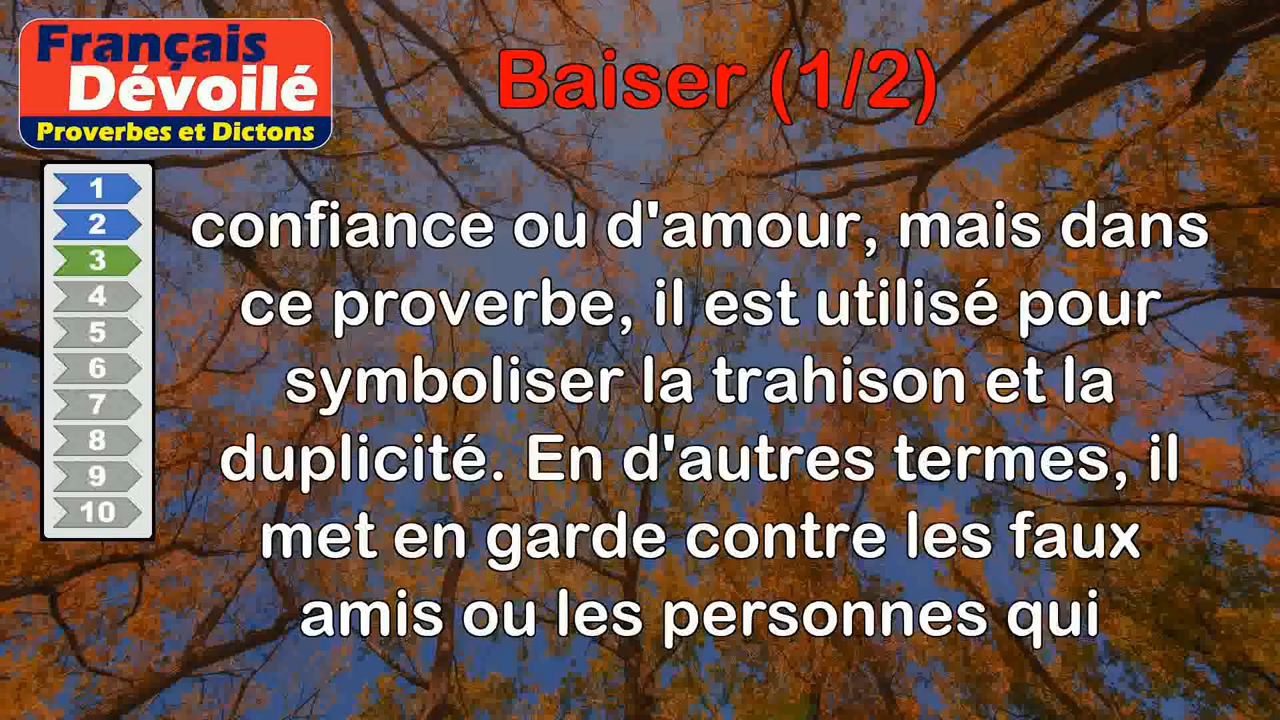 Français
Dévoilé
Proverbes et Dictons
Baiser (1/2)
1
2
3
4
5
6
7
8
9
10
confiance ou d'amour, mais dans
ce proverbe, il est utilisé pour
symboliser la trahison et la
duplicité. En d'autres termes, il
met en garde contre les faux
amis ou les personnes qui